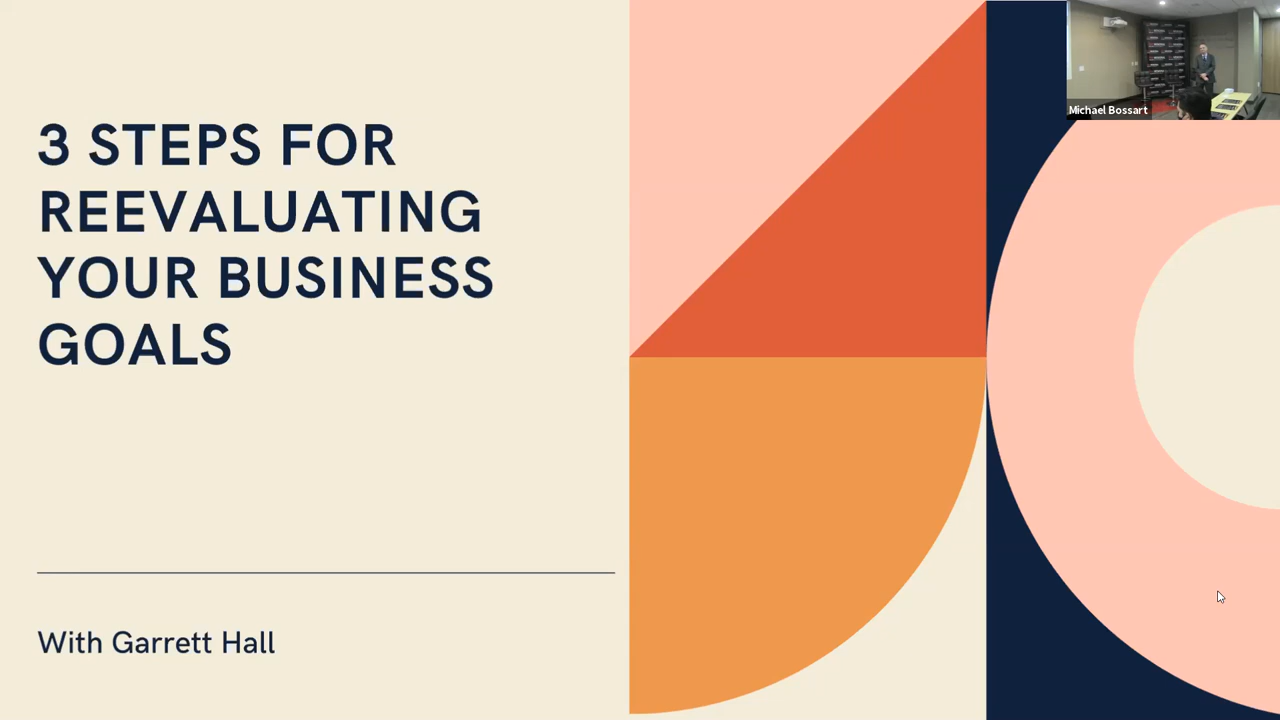 3 STEPS FOR
REEVALUATING
YOUR BUSINESS
GOALS
With Garrett Hall
Michael Bossart